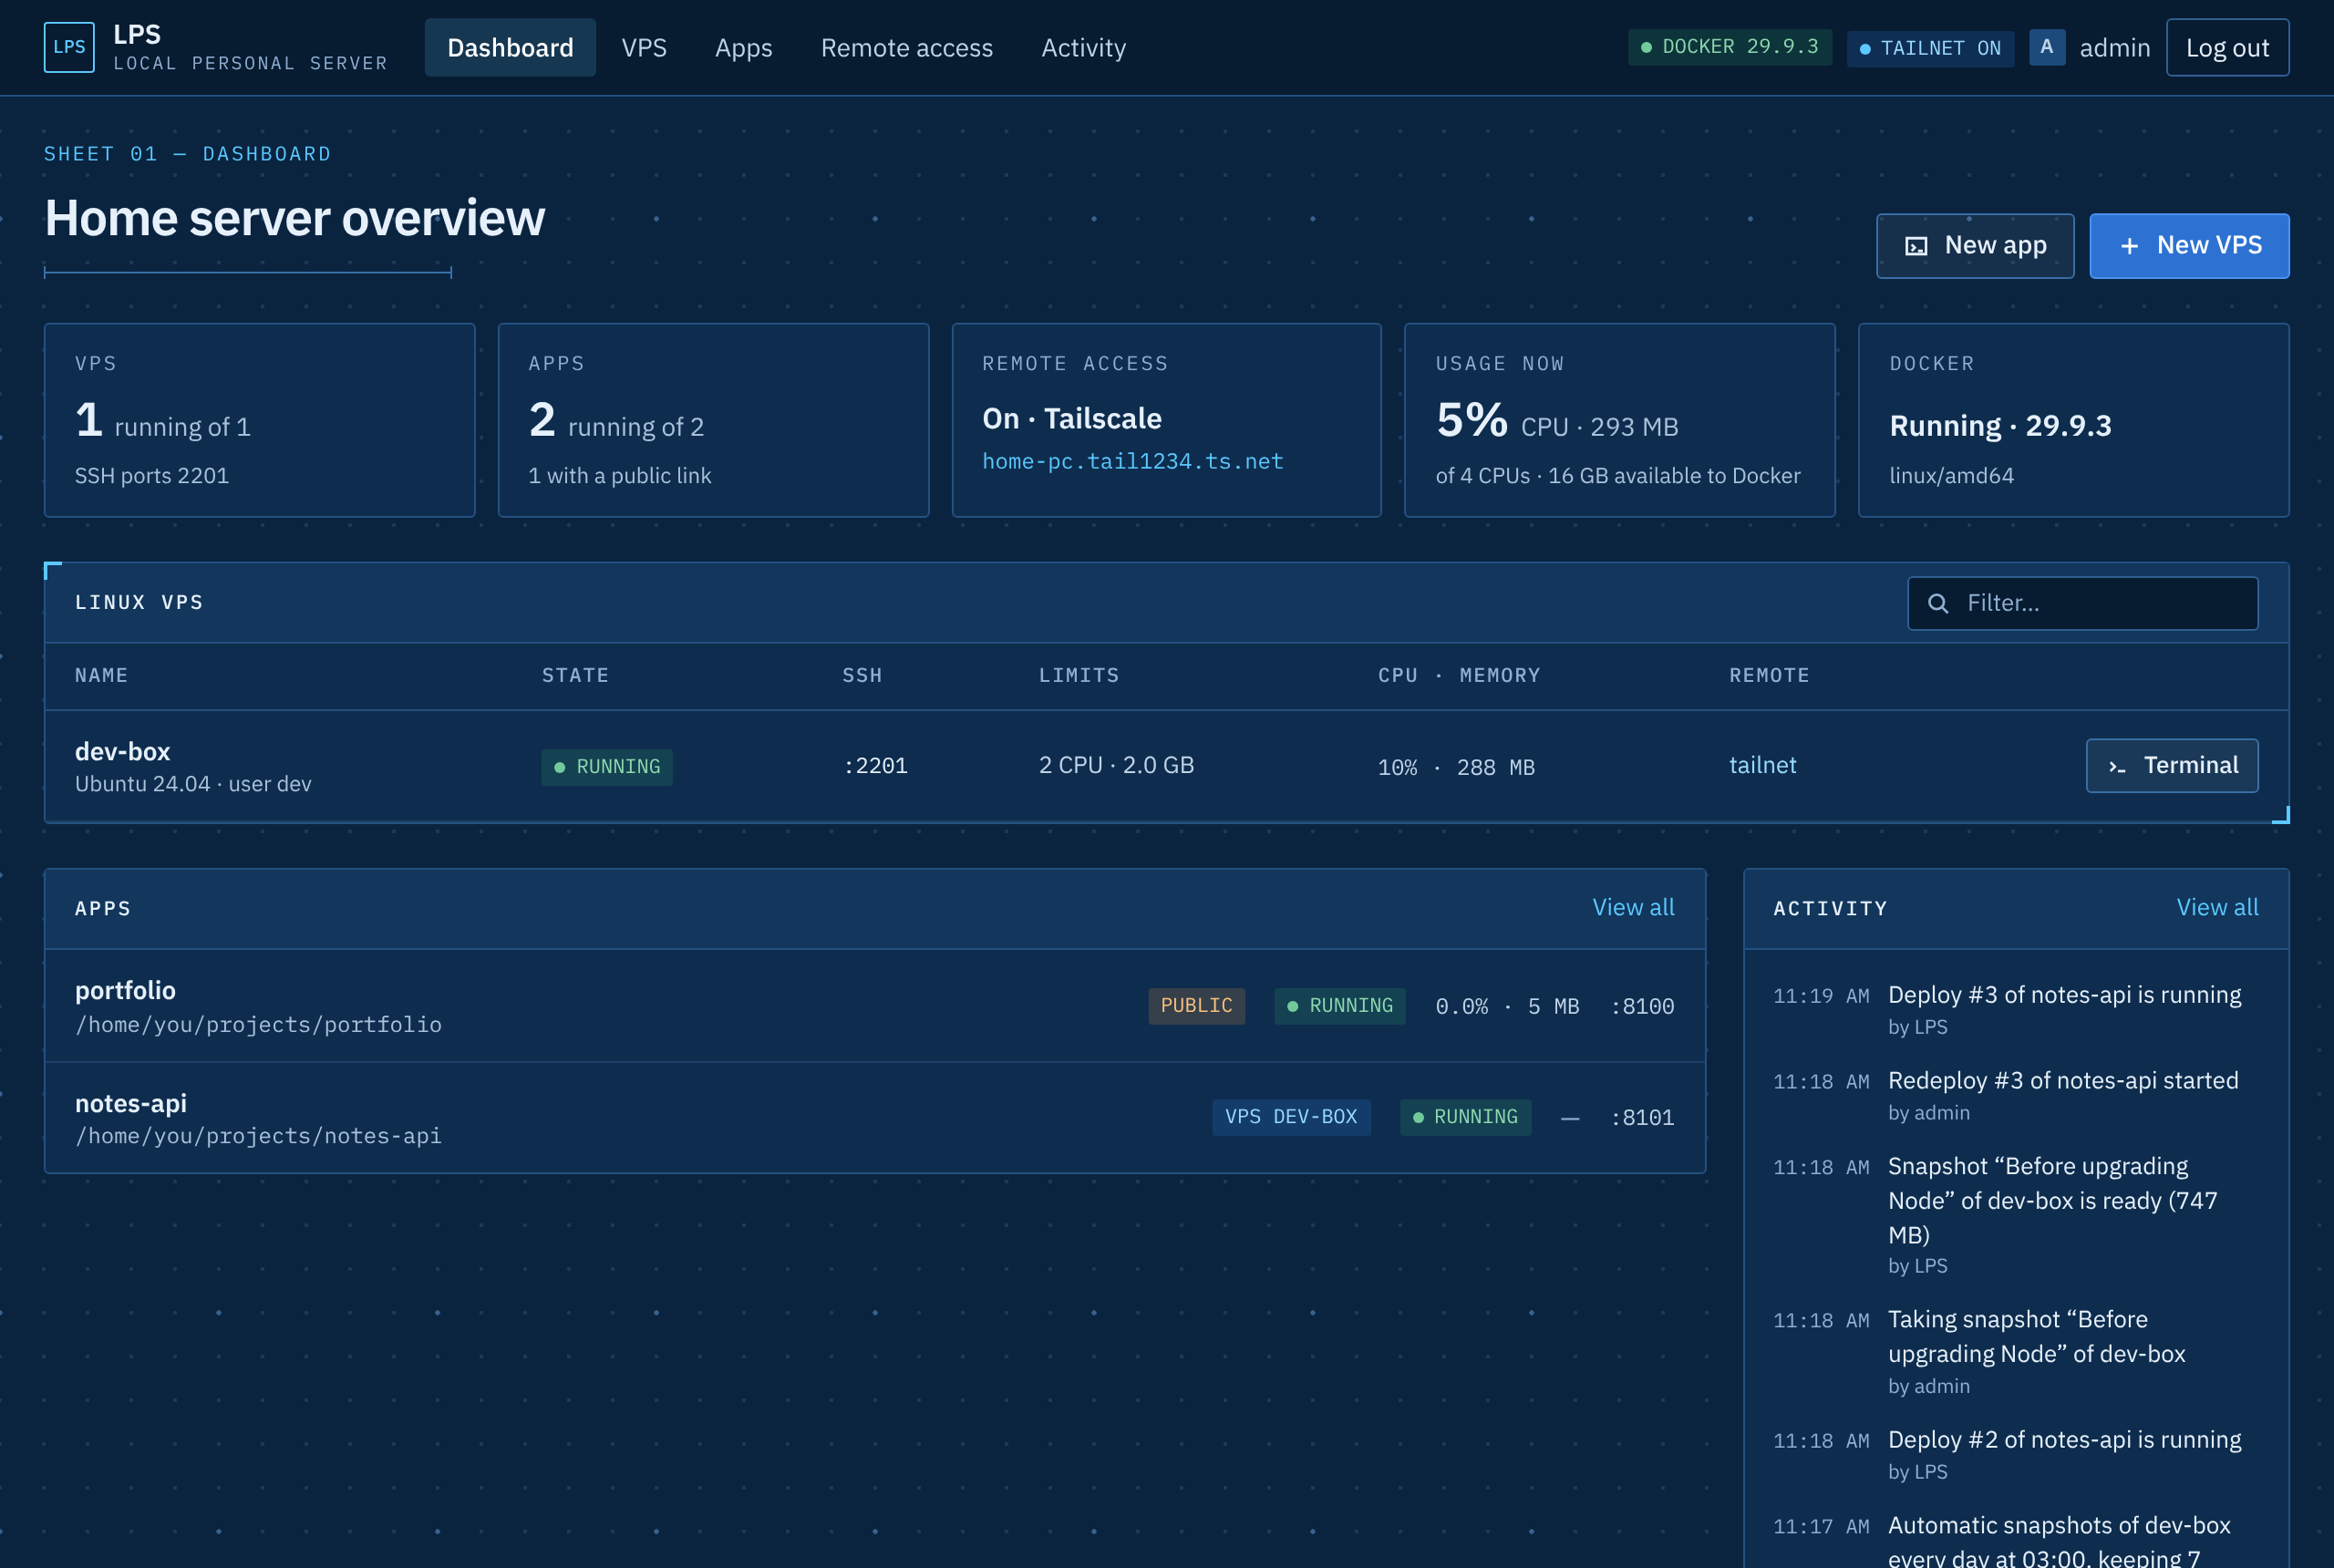 LPS
LPS
LOCAL PERSONAL SERVER
Dashboard
VPS
Apps
Remote access
Activity
DOCKER 29.9.3
TAILNET ON
A
admin
Log out
SHEET 01 — DASHBOARD
Home server overview
New app
+ New VPS
VPS
1 running of 1
SSH ports 2201
APPS
2 running of 2
1 with a public link
REMOTE ACCESS
On · Tailscale
home-pc.tail1234.ts.net
USAGE NOW
5% CPU · 293 MB
of 4 CPUs · 16 GB available to Docker
DOCKER
Running · 29.9.3
linux/amd64
LINUX VPS
Filter...
NAME STATE SSH LIMITS CPU · MEMORY REMOTE
dev-box
Ubuntu 24.04 · user dev
RUNNING
:2201
2 CPU · 2.0 GB
10% · 288 MB
tailnet
Terminal
APPS
View all
portfolio
/home/you/projects/portfolio
PUBLIC
RUNNING
0.0% · 5 MB
:8100
notes-api
/home/you/projects/notes-api
VPS DEV-BOX
RUNNING
—
:8101
ACTIVITY
View all
11:19 AM Deploy #3 of notes-api is running
by LPS
11:18 AM Redeploy #3 of notes-api started
by admin
11:18 AM Snapshot “Before upgrading
Node” of dev-box is ready (747
MB)
by LPS
11:18 AM Taking snapshot “Before
upgrading Node” of dev-box
by admin
11:18 AM Deploy #2 of notes-api is running
by LPS
11:17 AM Automatic snapshots of dev-box
every day at 03:00, keeping 7